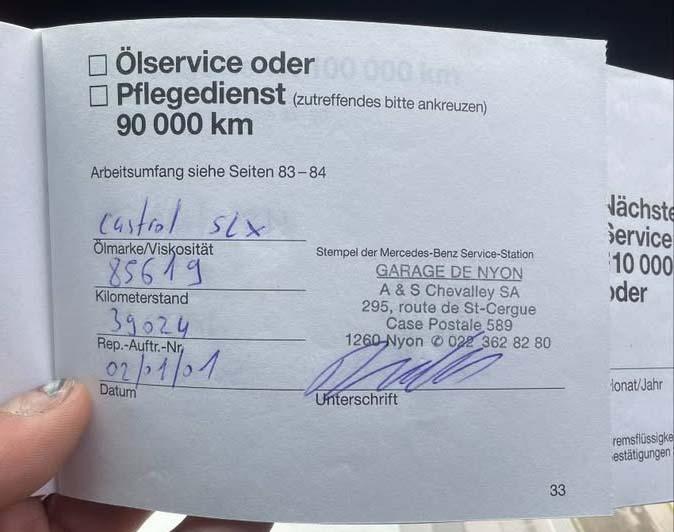 Ölservice oder
Pflegedienst (zutreffendes bitte ankreuzen)
90 000 km
Arbeitsumfang siehe Seiten 83–84
Castrol SLX
Ölmarke/Viskosität
85619
Kilometerstand
39024
Rep.-Auftr.-Nr.
02/01/01
Datum
Stempel der Mercedes-Benz Service-Station
GARAGE DE NYON
A & S Chevalley SA
295, route de St-Cergue
Case Postale 589
1260 Nyon ✆ 022 362 82 80
Unterschrift
33
Nächste
Service
110 000
oder
Monat/Jahr